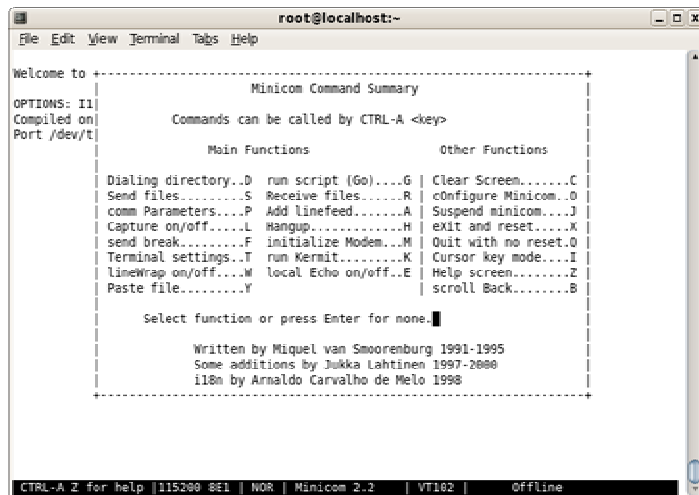 root@localhost:~
File Edit View Terminal Tabs Help
Welcome to
Minicom Command Summary
OPTIONS: I1
Compiled on Commands can be called by CTRL-A <key>
Port /dev/t
Main Functions Other Functions
Dialing directory..D run script (Go)....G | Clear Screen.......C
Send files.........S Receive files......R | cOnfigure Minicom..O
comm Parameters....P Add linefeed.......A | Suspend minicom....J
Capture on/off.....L Hangup.............H | eXit and reset.....X
send break.........F initialize Modem...M | Quit with no reset.Q
Terminal settings..T run Kermit.........K | Cursor key mode....I
lineWrap on/off....W local Echo on/off..E | Help screen........Z
Paste file.........Y | scroll Back........B
Select function or press Enter for none.
Written by Miquel van Smoorenburg 1991-1995
Some additions by Jukka Lahtinen 1997-2000
i18n by Arnaldo Carvalho de Melo 1998
CTRL-A Z for help |115200 8E1 | NOR | Minicom 2.2 | VT102 | Offline